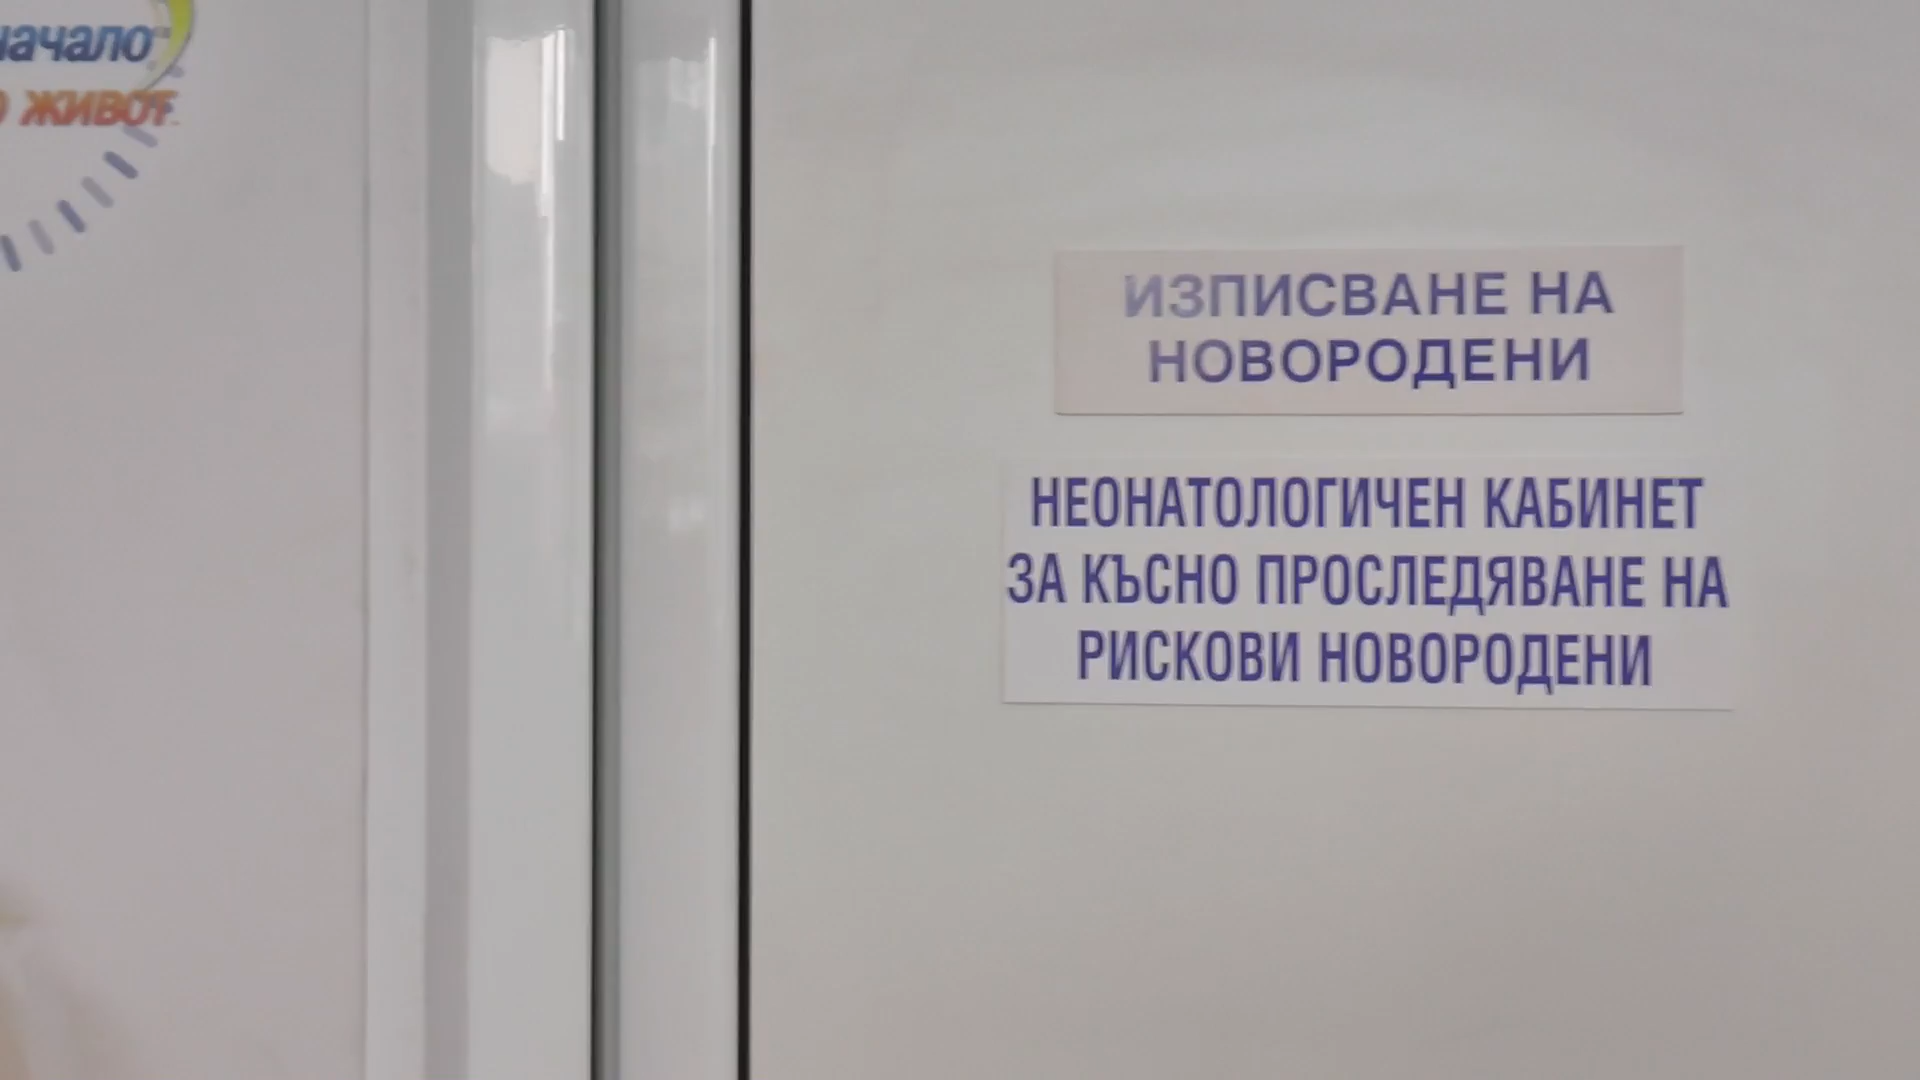 начало
живот
ИЗПИСВАНЕ НА
НОВОРОДЕНИ
НЕОНАТОЛОГИЧЕН КАБИНЕТ
ЗА КЪСНО ПРОСЛЕДЯВАНЕ НА
РИСКОВИ НОВОРОДЕНИ